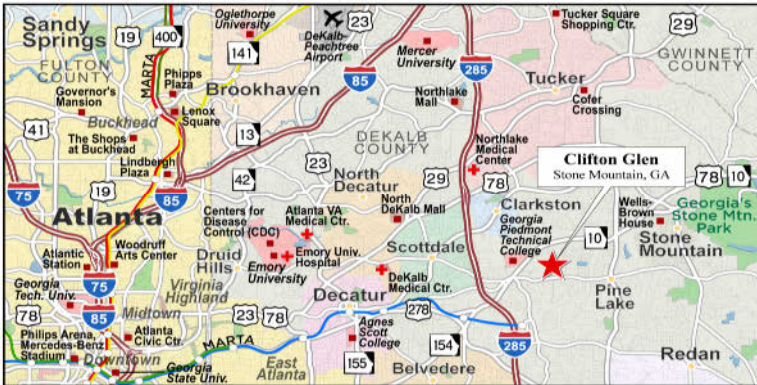 Sandy
Springs
19
400
Oglethorpe
University
141
DeKalb-
Peachtree
Airport
23
85
Mercer
University
285
Tucker Square
Shopping Ctr.
29
GWINNETT
COUNTY
FULTON
COUNTY
MARTA
Phipps
Plaza
Brookhaven
Northlake
Mall
Tucker
Cofer
Crossing
Governor's
Mansion
Buckhead
Lenox
Square
41
The Shops
at Buckhead
13
DEKALB
COUNTY
Northlake
Medical
Center
Lindbergh
Plaza
23
Clifton Glen
Stone Mountain, GA
75
19
85
42
North
Decatur
29
78
78
10
Atlanta
Centers for
Disease
Control (CDC)
Atlanta VA
Medical Ctr.
North
DeKalb Mall
Clarkston
Georgia
Piedmont
Technical
College
Wells-
Brown
House
Georgia's
Stone Mtn.
Park
Woodruff
Arts Center
Atlantic
Station
Druid
Hills
Emory Univ.
Hospital
Emory
University
Scottdale
10
Stone
Mountain
75
Georgia
Tech. Univ.
Virginia
Highland
DeKalb
Medical Ctr.
Decatur
Pine
Lake
78
85
Midtown
23
78
278
Philips Arena,
Mercedes-Benz
Stadium
Atlanta
Civic Ctr.
MARTA
Agnes
Scott
College
154
285
Downtown
Georgia
State Univ.
East
Atlanta
155
Belvedere
Redan